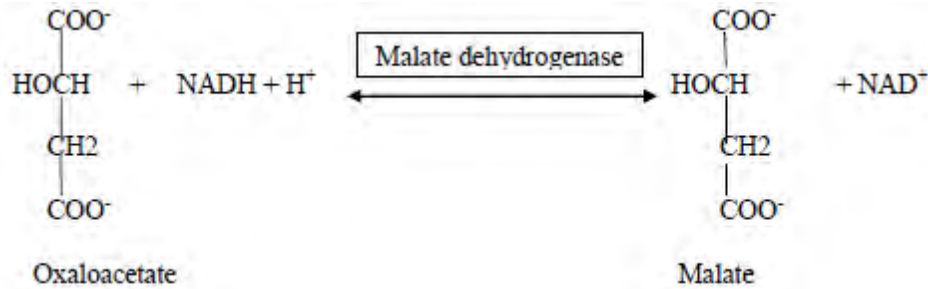 COO⁻ COO⁻
Malate dehydrogenase
HOCH + NADH + H⁺ HOCH + NAD⁺
CH2 CH2
COO⁻ COO⁻
Oxaloacetate Malate